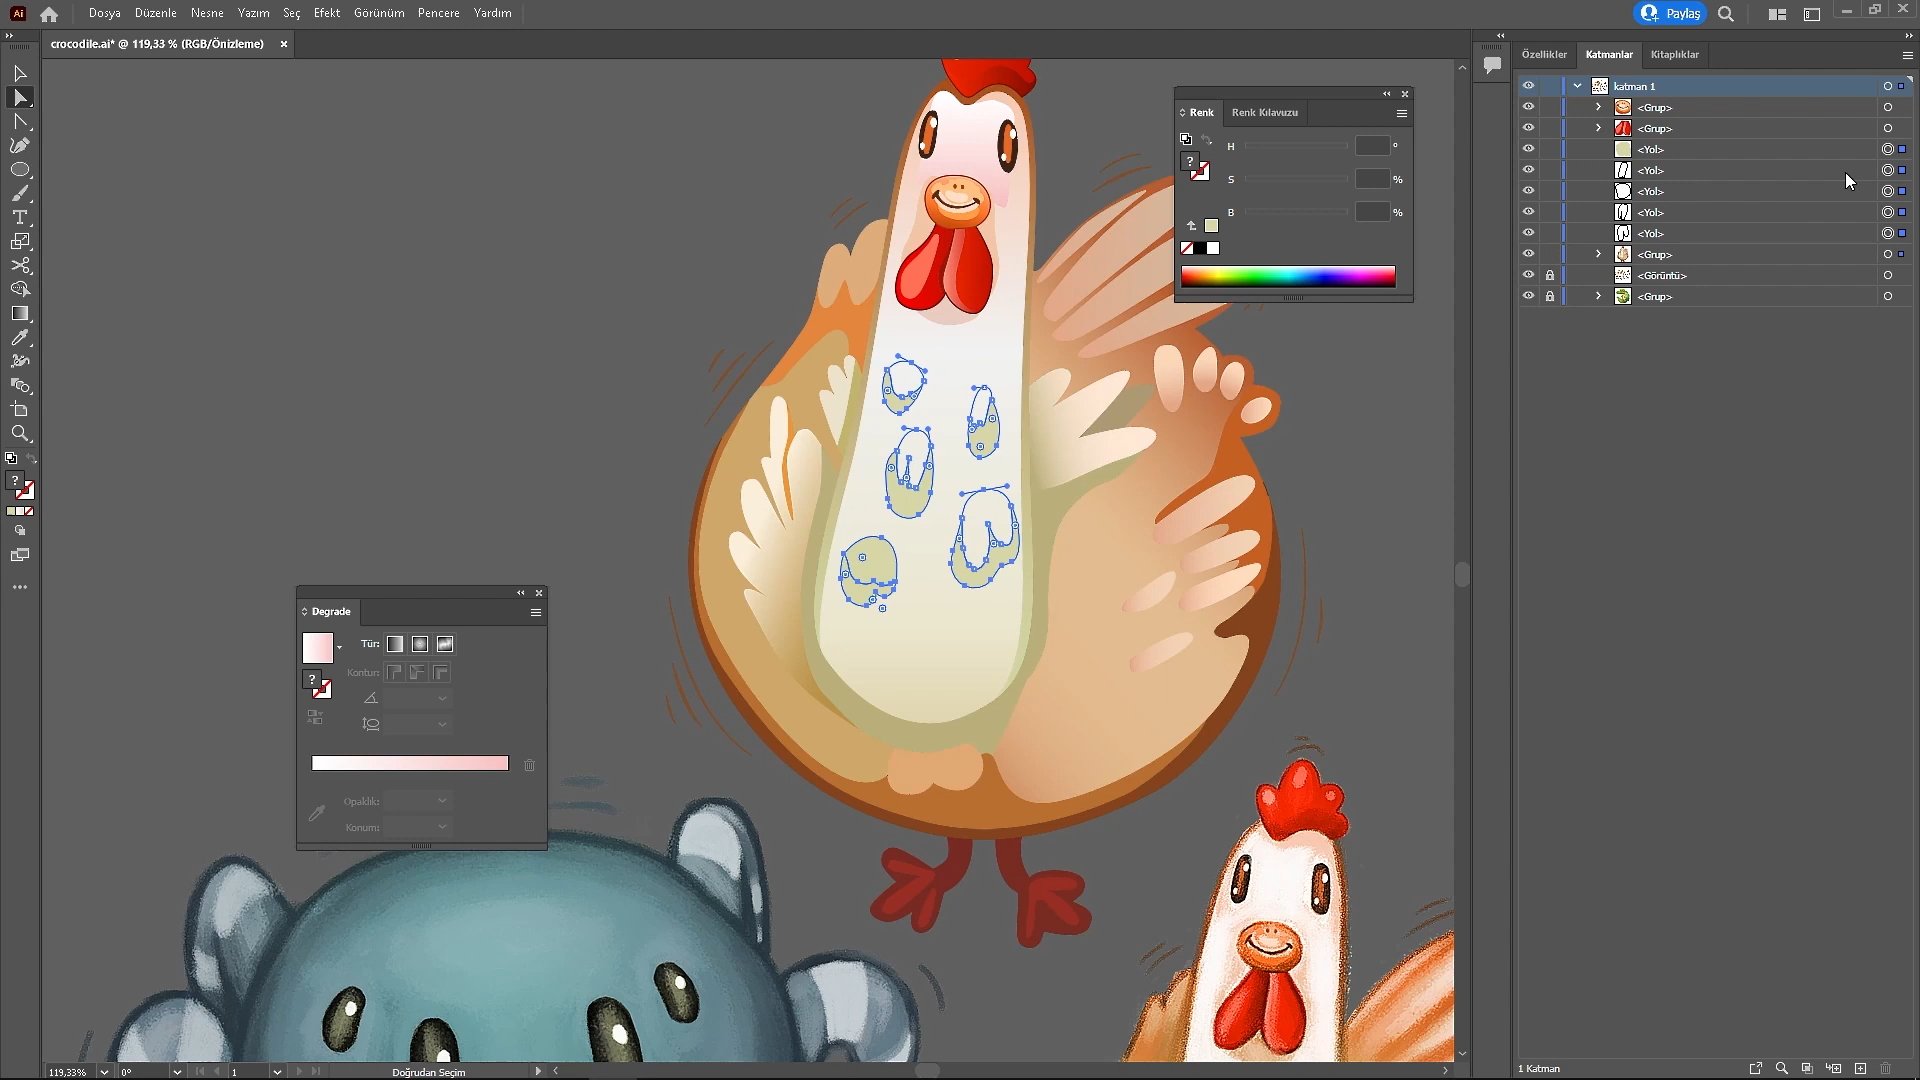 Ai
Dosya Düzenle Nesne Yazım Seç Efekt Görünüm Pencere Yardım
Paylaş
crocodile.ai* @ 119,33 % (RGB/Önizleme)
Özellikler Katmanlar Kitaplıklar
katman 1
<Grup>
<Grup>
<Yol>
<Yol>
<Yol>
<Yol>
<Yol>
<Grup>
<Görüntü>
<Grup>
Renk Renk Kılavuzu
H °
S %
B %
?
Degrade
Tür:
Kontur:
?
Opaklık:
Konum:
?
119,33% 0° 1 Doğrudan Seçim
1 Katman